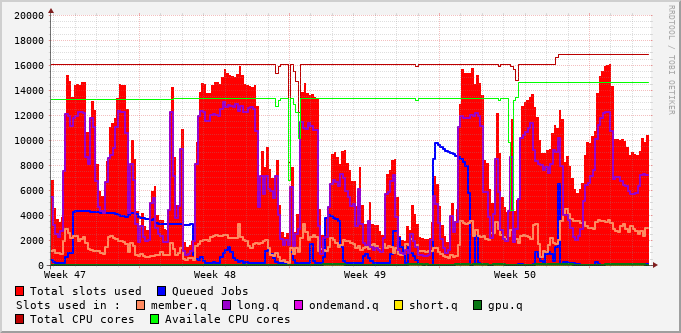 20000
18000
16000
14000
12000
10000
8000
6000
4000
2000
0
Week 47 Week 48 Week 49 Week 50
Total slots used Queued Jobs
Slots used in : member.q long.q ondemand.q short.q gpu.q
Total CPU cores Availale CPU cores
RRDTOOL / TOBI OETIKER